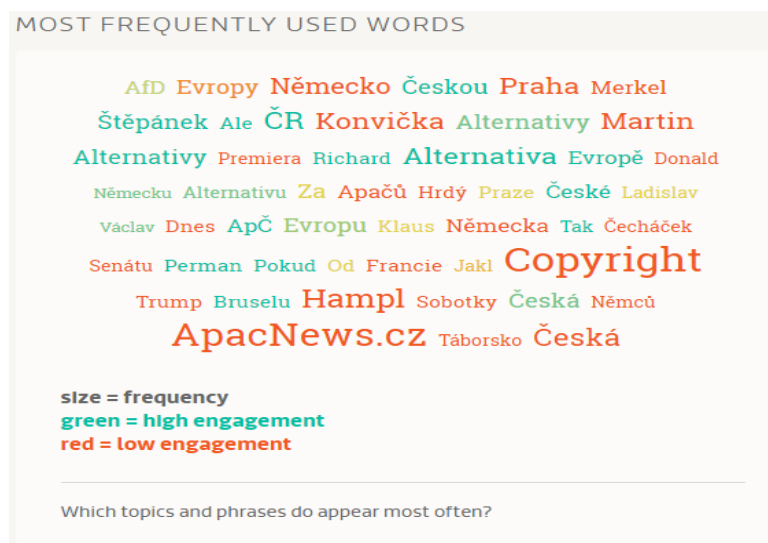 MOST FREQUENTLY USED WORDS
AfD Evropy Německo Českou Praha Merkel
Štěpánek Ale ČR Konvička Alternativy Martin
Alternativy Premiera Richard Alternativa Evropě Donald
Německu Alternativu Za Apačů Hrdý Praze České Ladislav
Václav Dnes ApČ Evropu Klaus Německa Tak Čecháček
Senátu Perman Pokud Od Francie Jakl Copyright
Trump Bruselu Hampl Sobotky Česká Němců
ApacNews.cz Táborsko Česká
size = frequency
green = high engagement
red = low engagement
Which topics and phrases do appear most often?